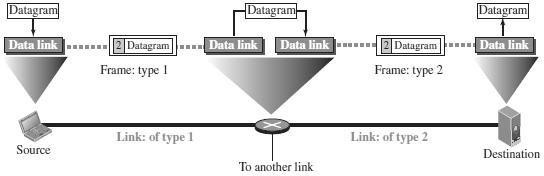 Datagram
Datagram
Datagram
Data link
2 Datagram
Data link
Data link
2 Datagram
Data link
Frame: type 1
Frame: type 2
Link: of type 1
Link: of type 2
Source
Destination
To another link